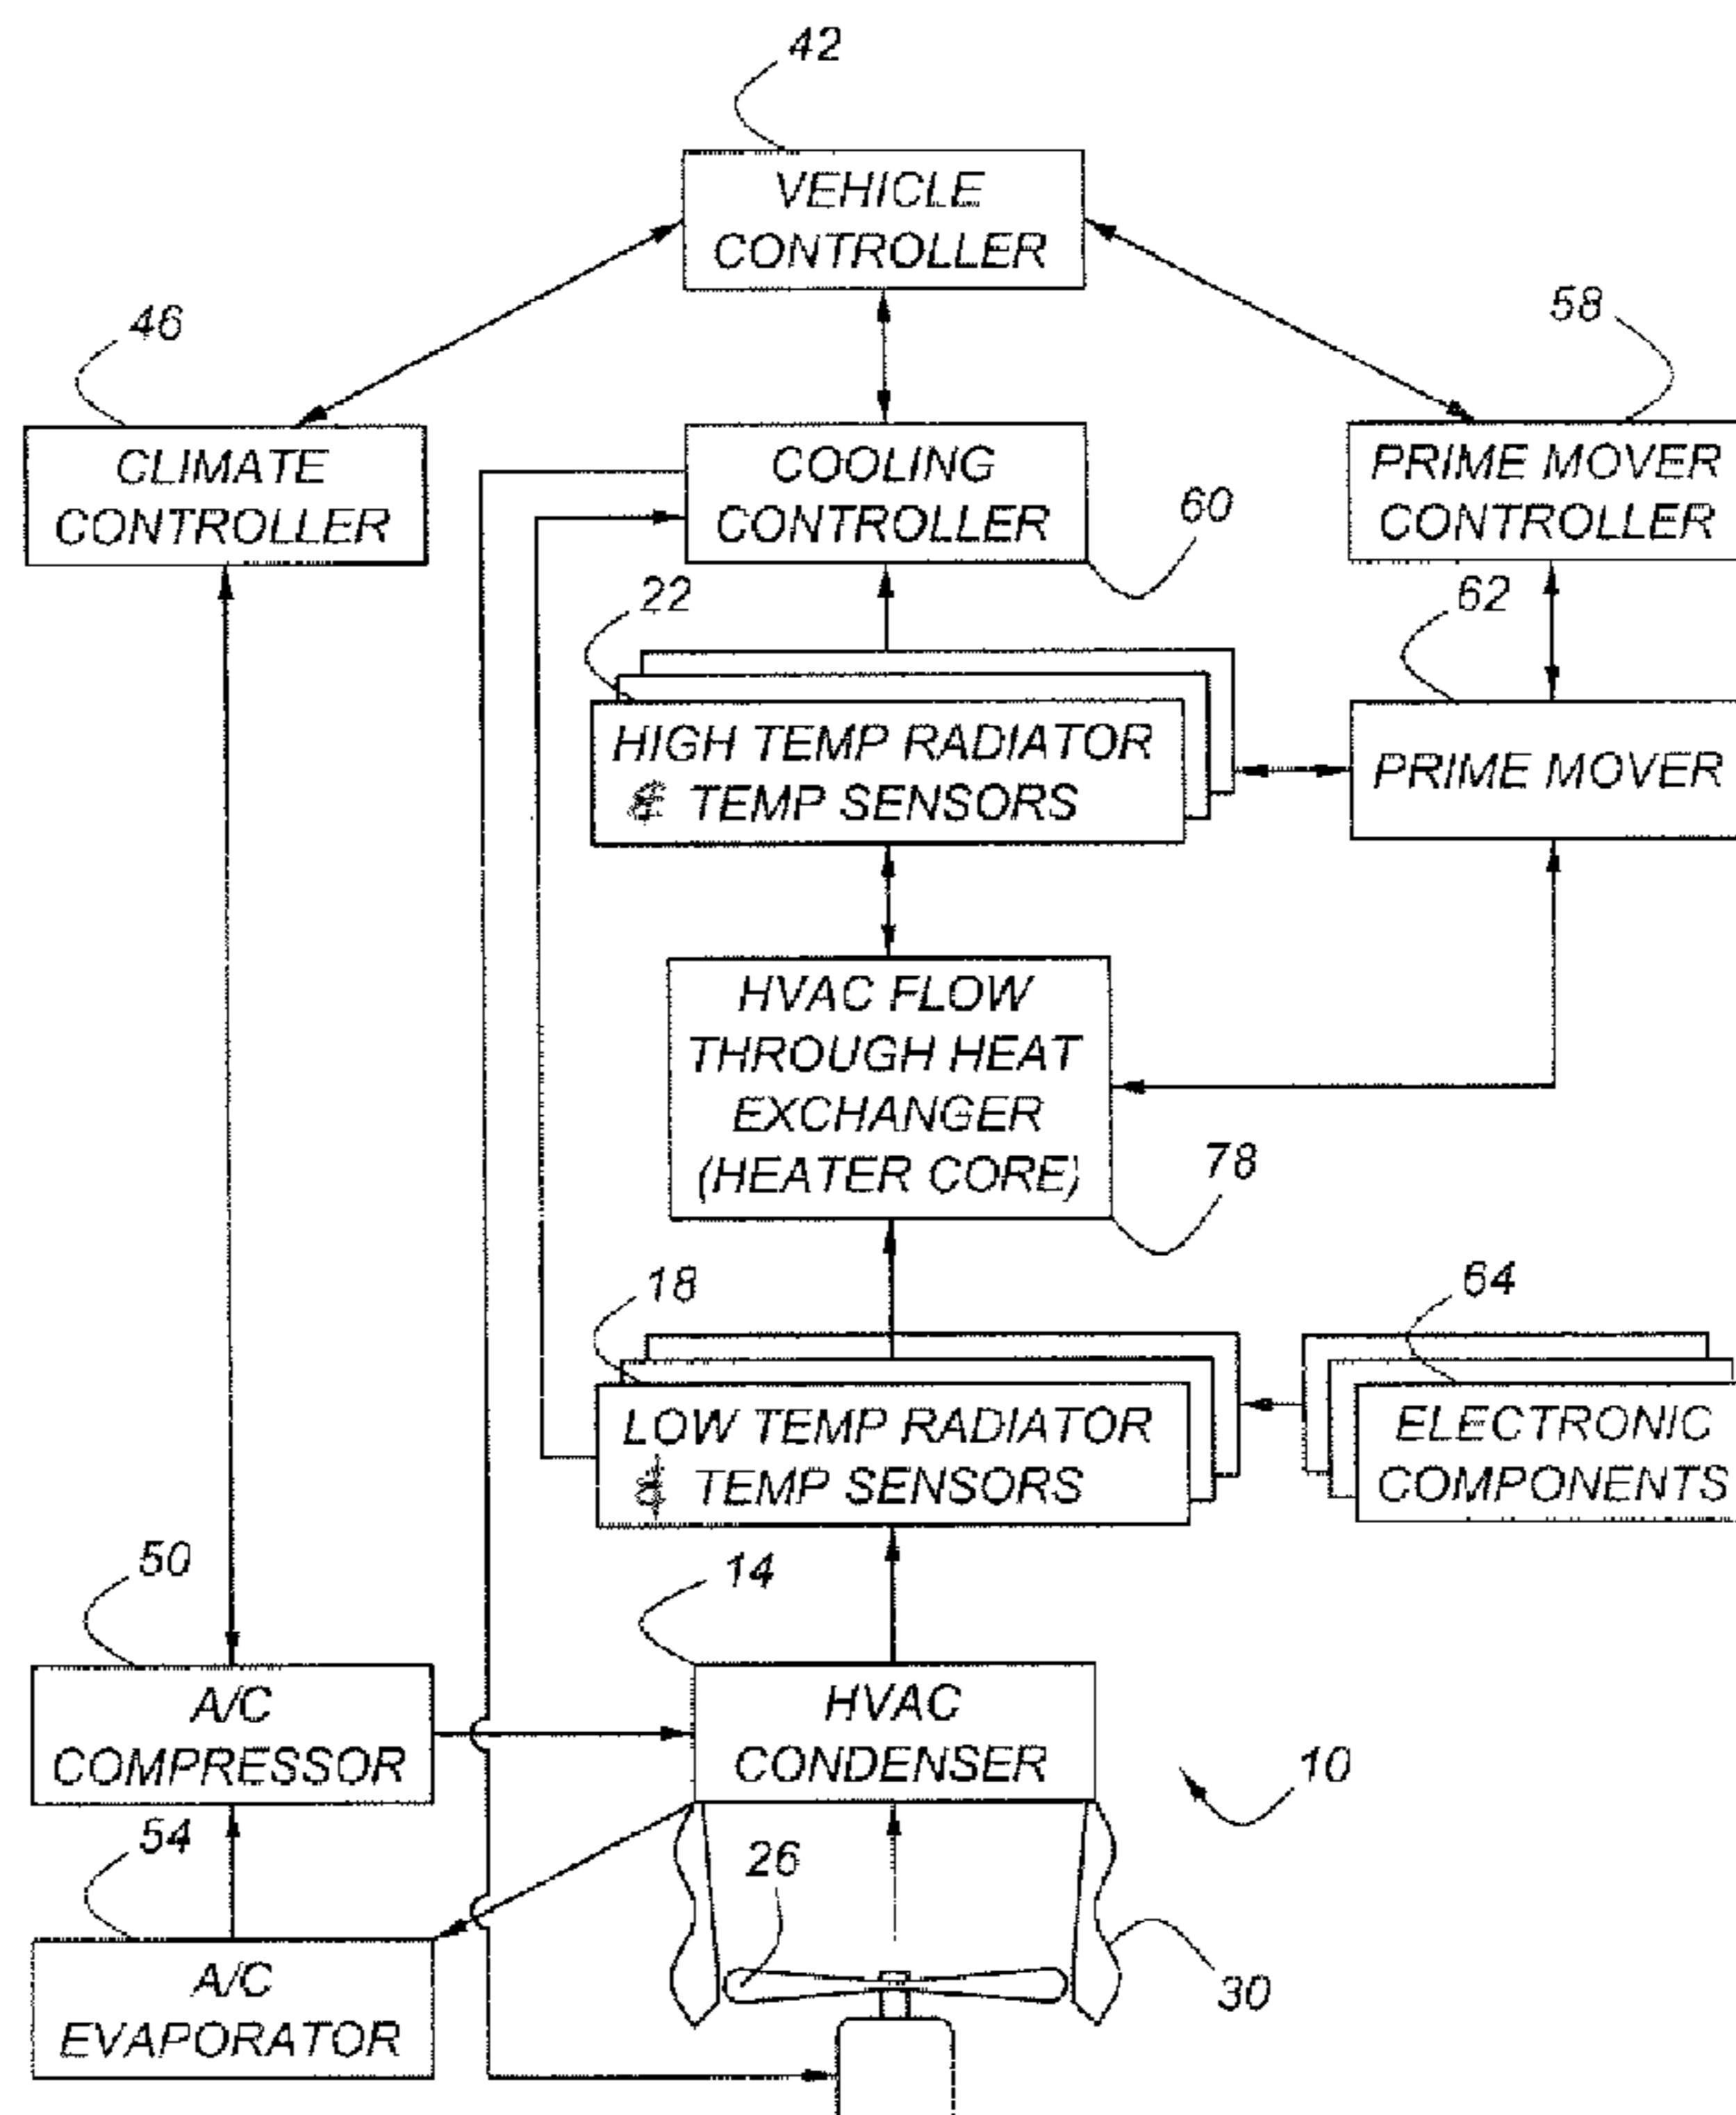 42
VEHICLE
CONTROLLER
46
58
CLIMATE
CONTROLLER
COOLING
CONTROLLER
60
PRIME MOVER
CONTROLLER
22
62
HIGH TEMP RADIATOR
& TEMP SENSORS
PRIME MOVER
HVAC FLOW
THROUGH HEAT
EXCHANGER
(HEATER CORE)
78
18
64
LOW TEMP RADIATOR
& TEMP SENSORS
ELECTRONIC
COMPONENTS
50
14
A/C
COMPRESSOR
HVAC
CONDENSER
10
54
26
A/C
EVAPORATOR
30